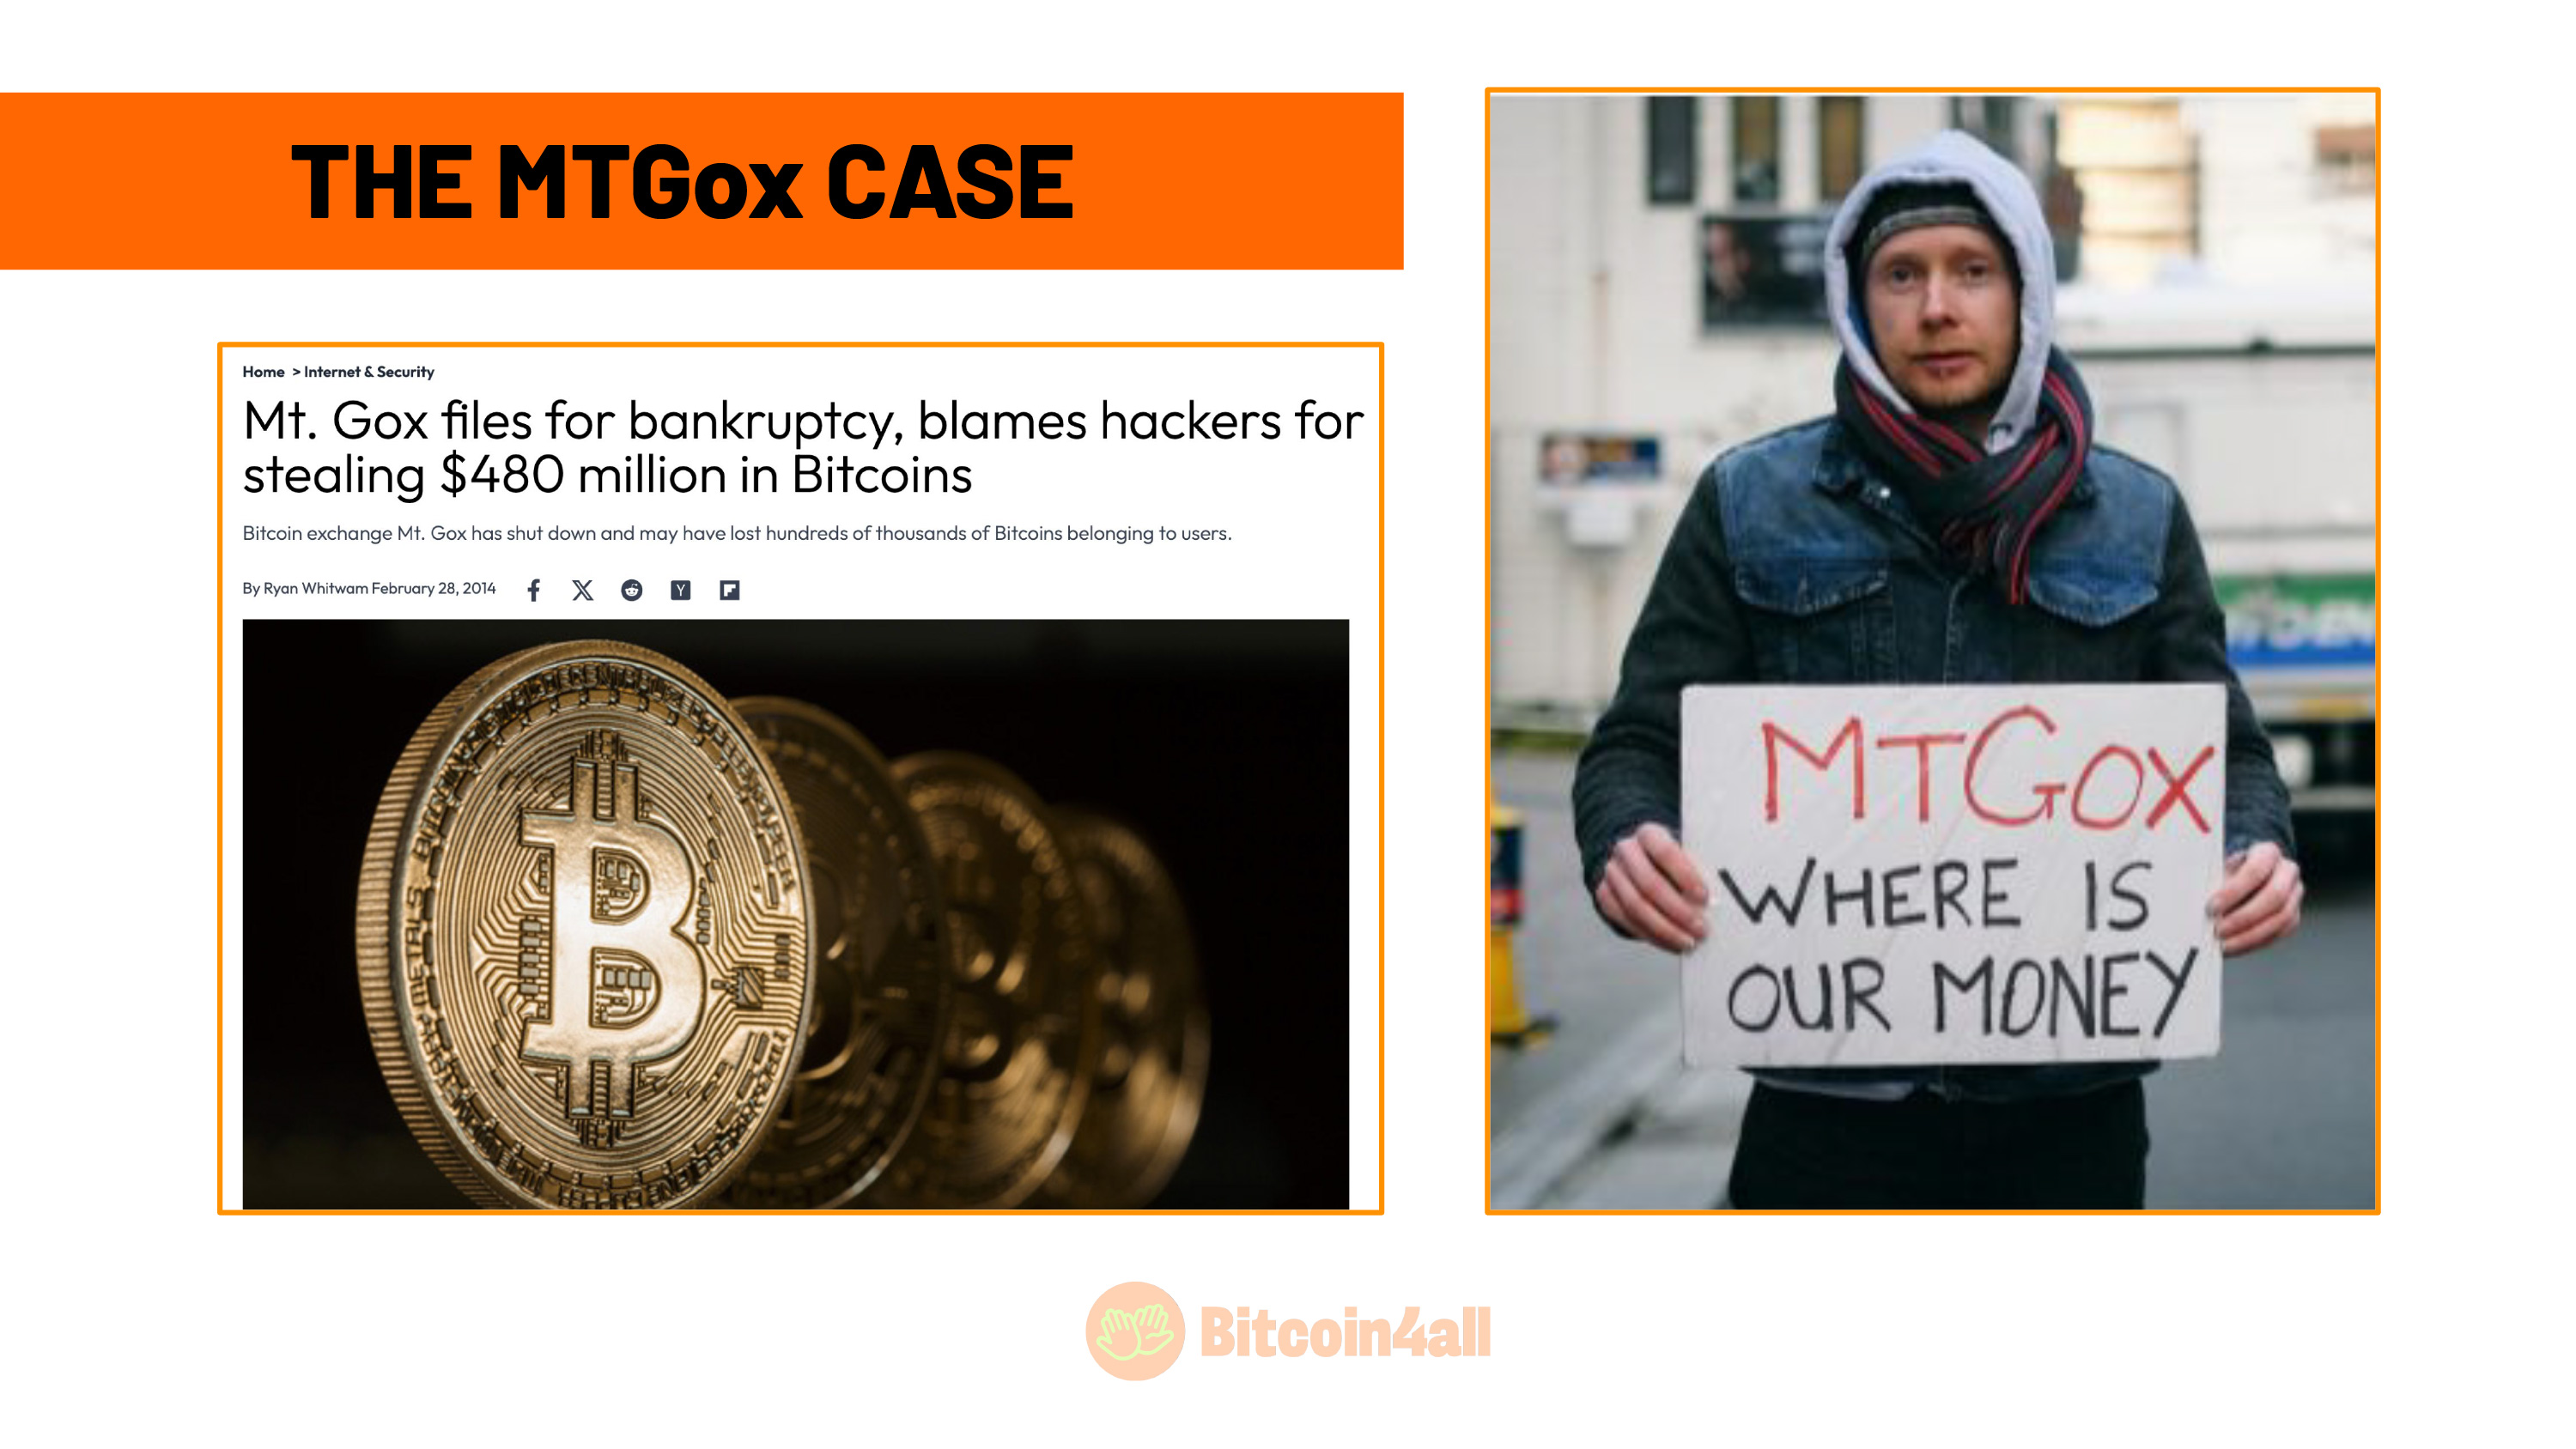 THE MTGox CASE
Home > Internet & Security
Mt. Gox files for bankruptcy, blames hackers for
stealing $480 million in Bitcoins
Bitcoin exchange Mt. Gox has shut down and may have lost hundreds of thousands of Bitcoins belonging to users.
By Ryan Whitwam February 28, 2014
MTGOX
WHERE IS
OUR MONEY
Bitcoin4all